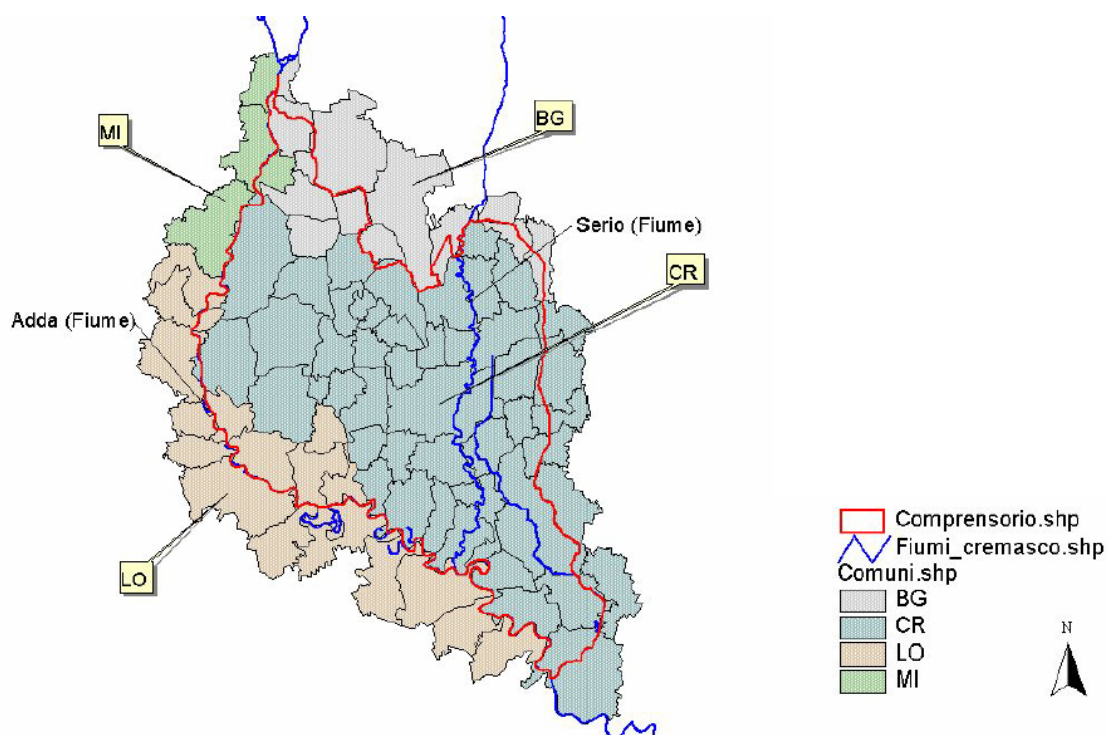 MI
BG
Serio (Fiume)
CR
Adda (Fiume)
LO
Comprensorio.shp
Fiumi_cremasco.shp
Comuni.shp
BG
CR
LO
MI
N